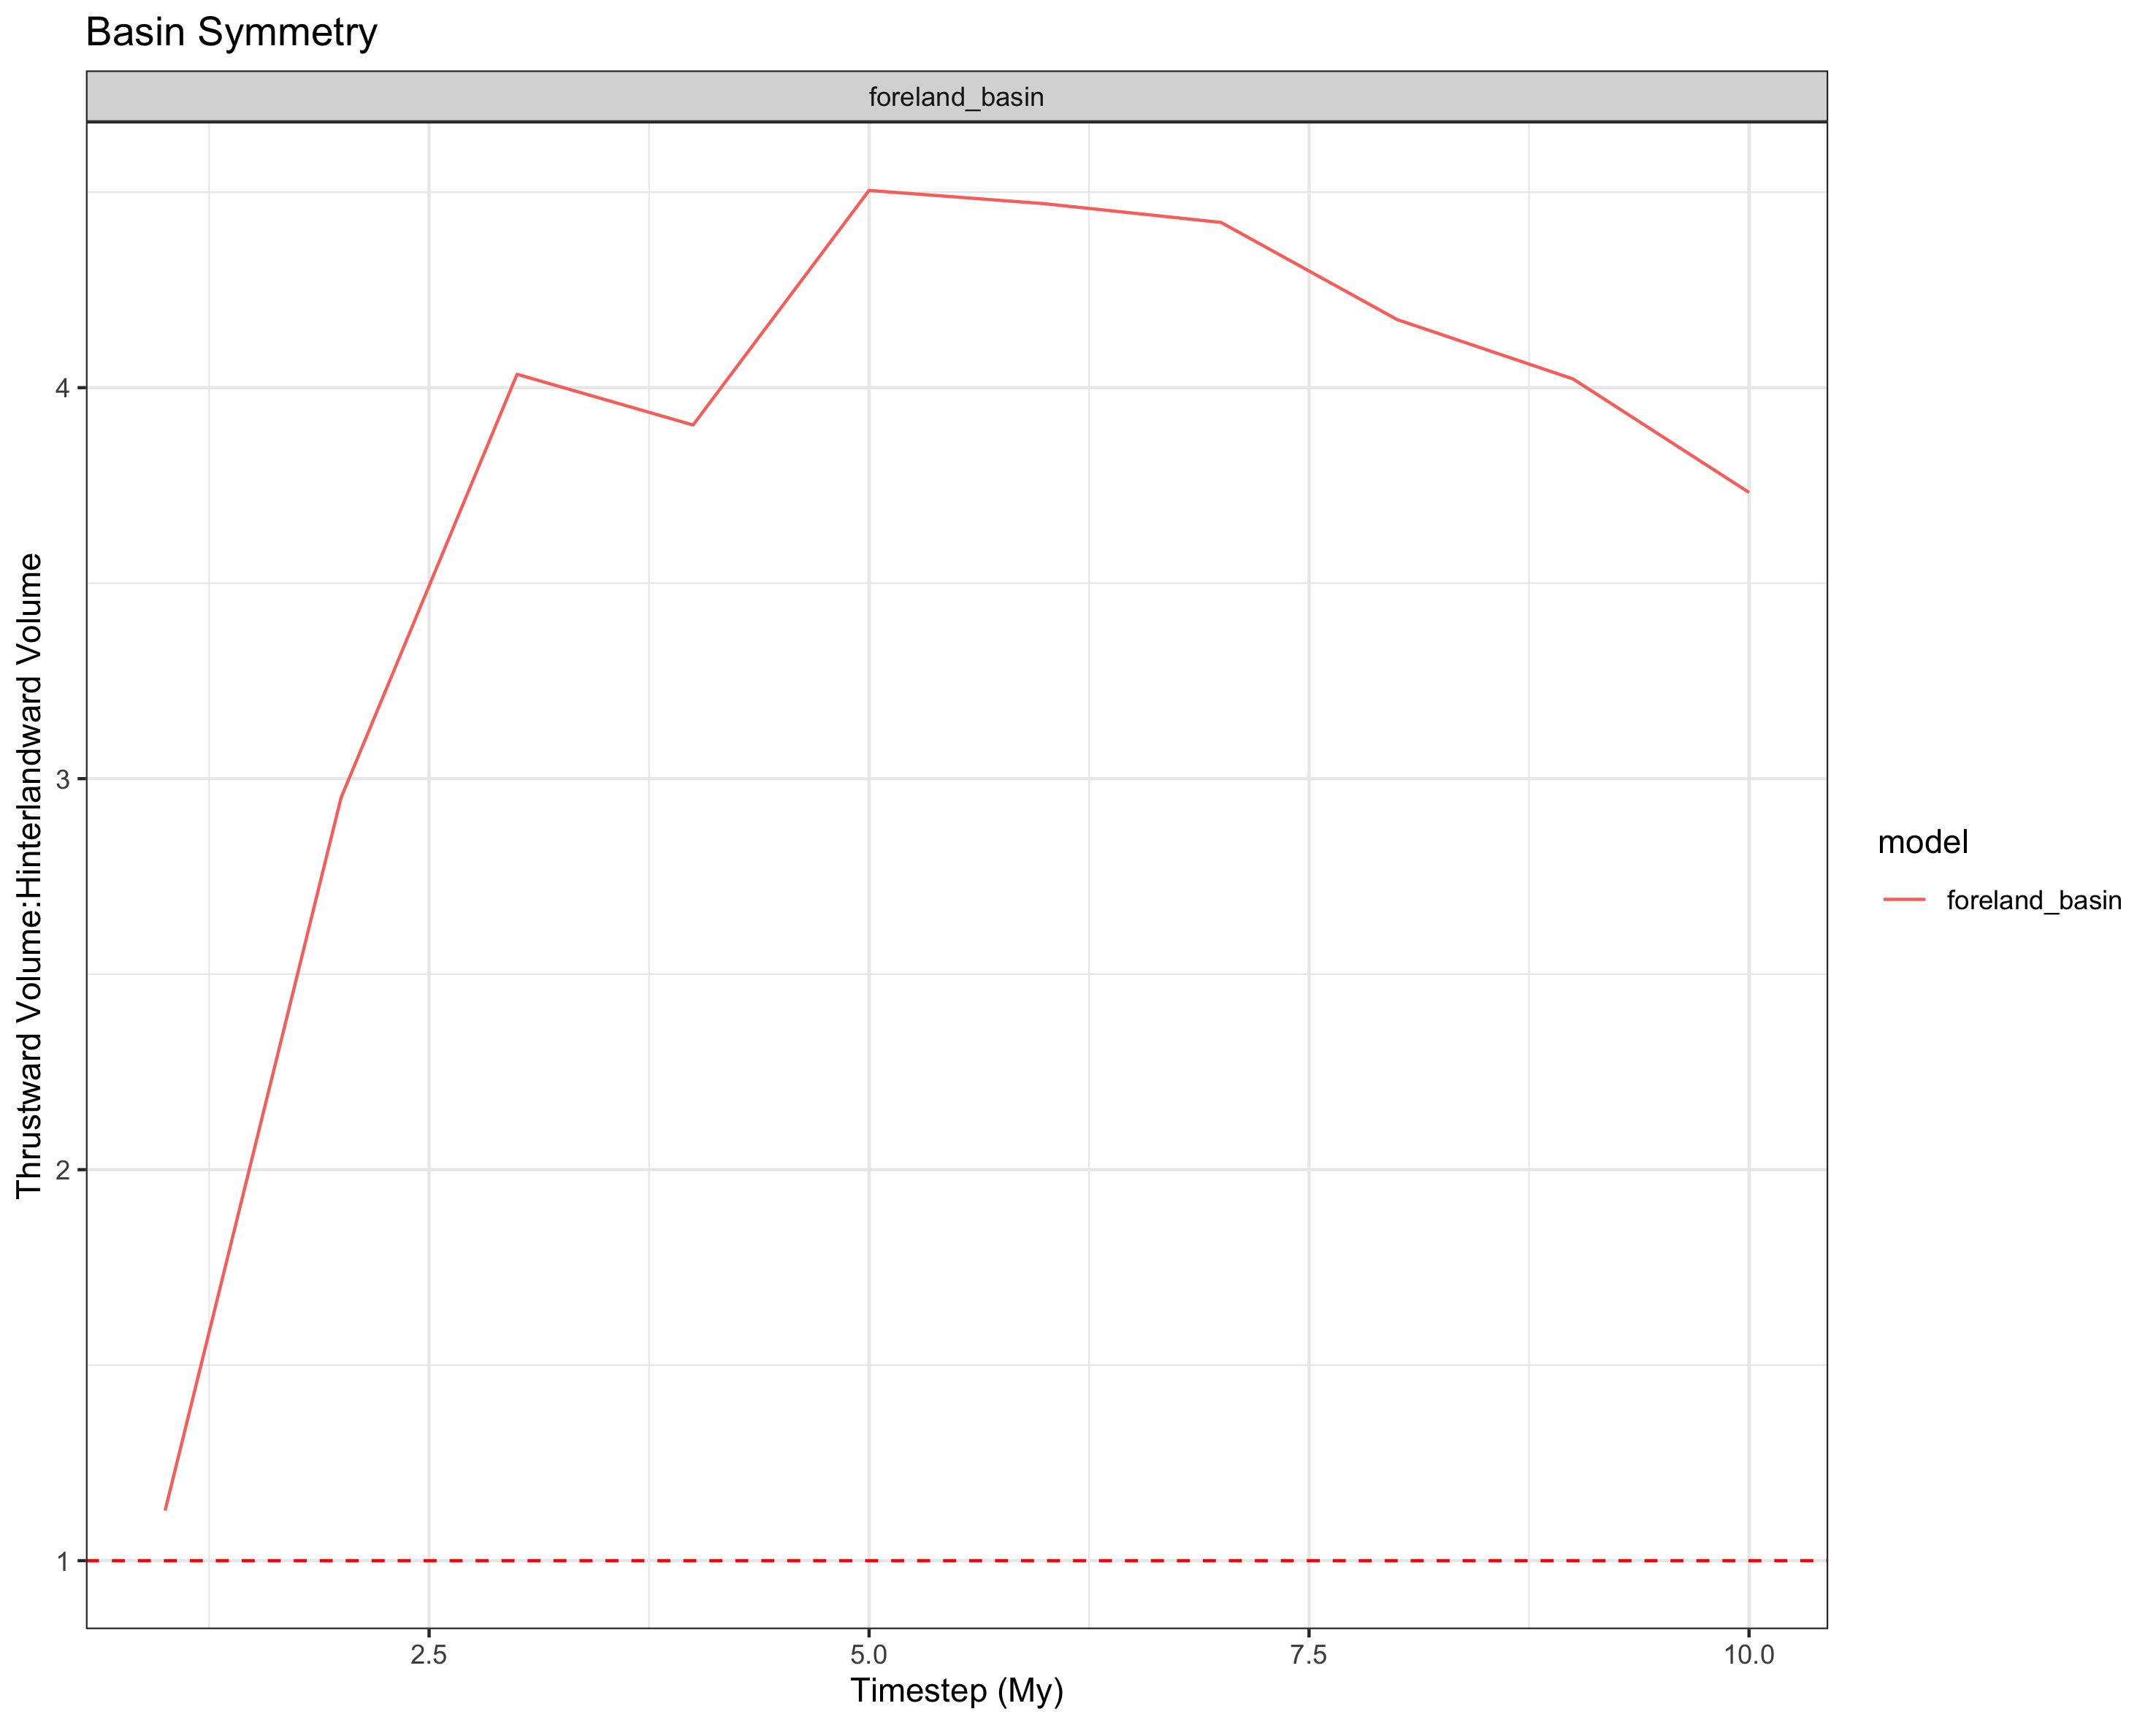 Basin Symmetry
foreland_basin
Thrustward Volume:Hinterlandward Volume
4
3
2
1
2.5 5.0 7.5 10.0
Timestep (My)
model
foreland_basin